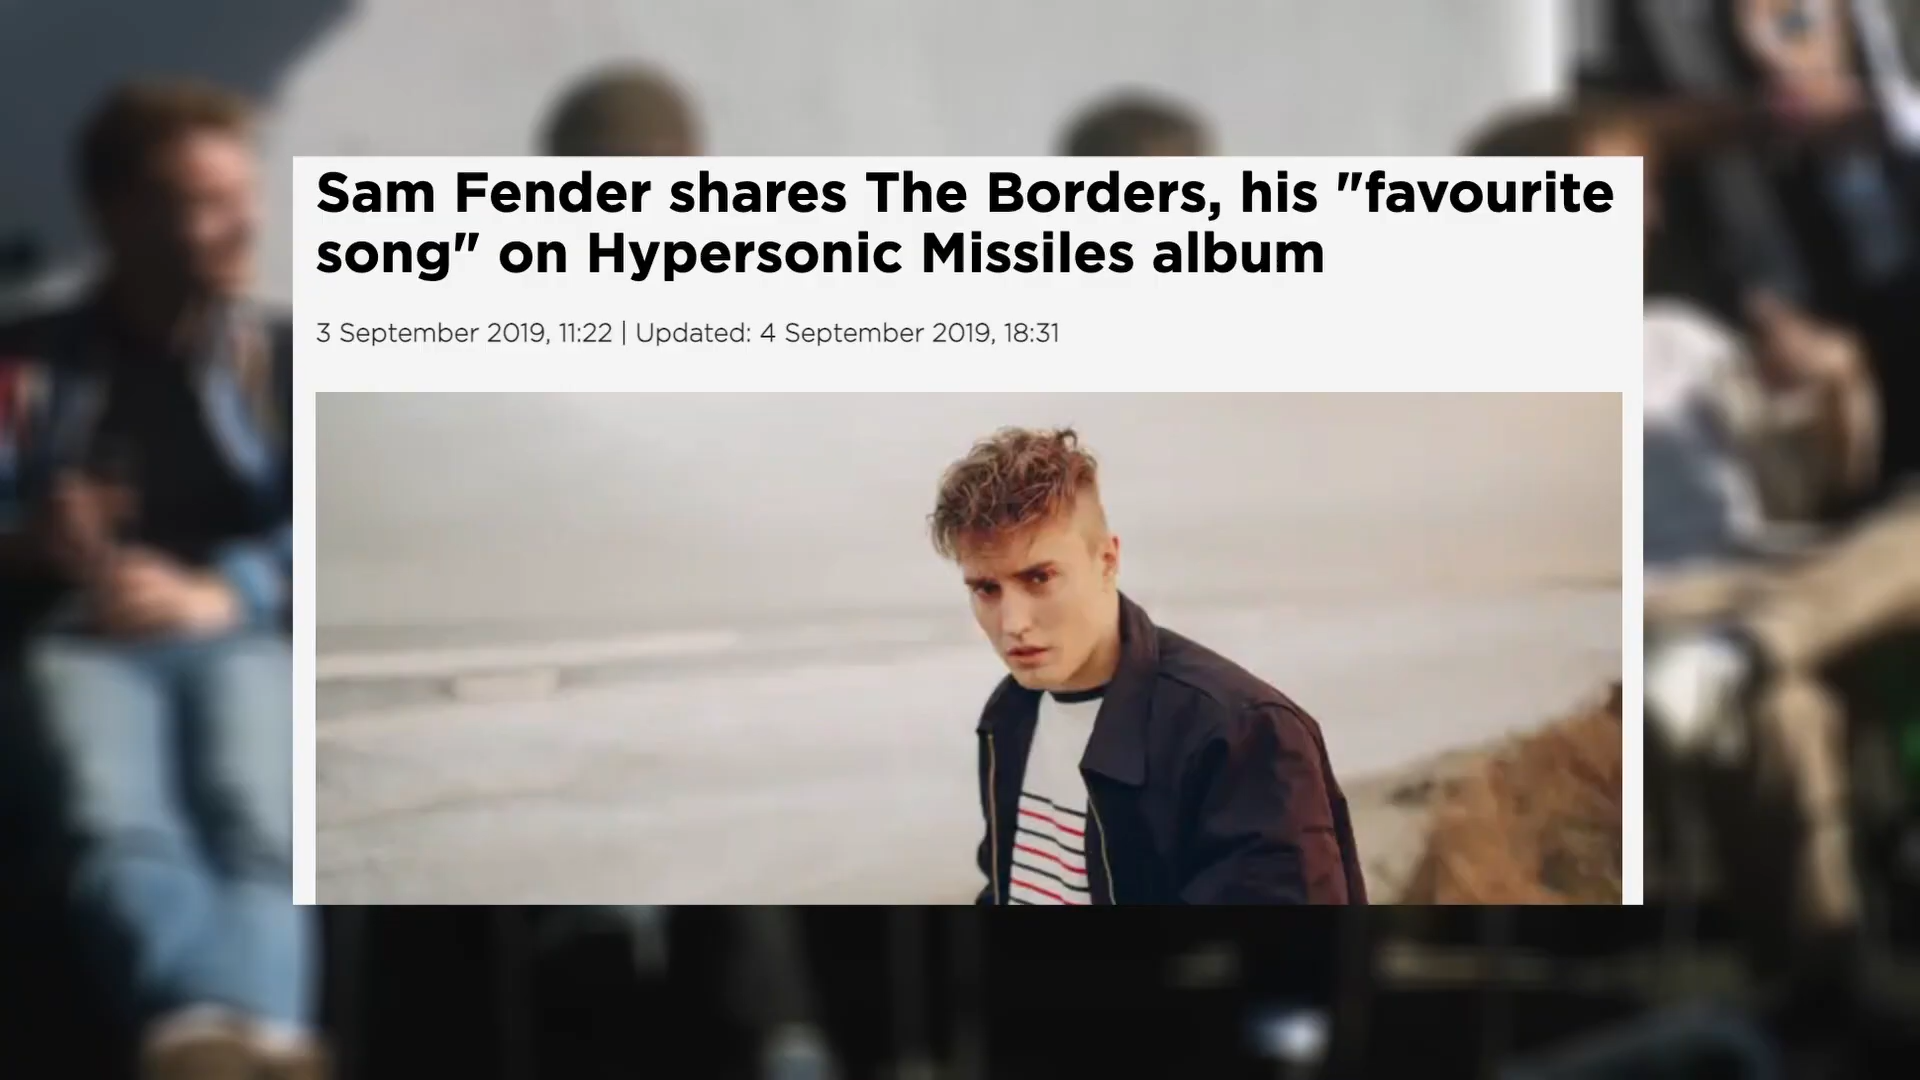 Sam Fender shares The Borders, his "favourite
song" on Hypersonic Missiles album
3 September 2019, 11:22 | Updated: 4 September 2019, 18:31